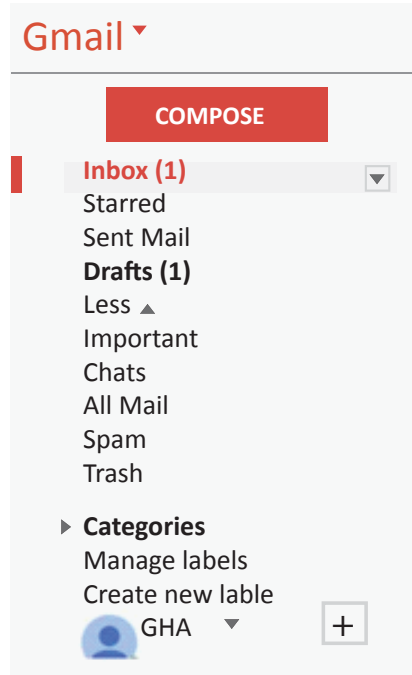 Gmail
COMPOSE
Inbox (1)
Starred
Sent Mail
Drafts (1)
Less
Important
Chats
All Mail
Spam
Trash
Categories
Manage labels
Create new lable
GHA +